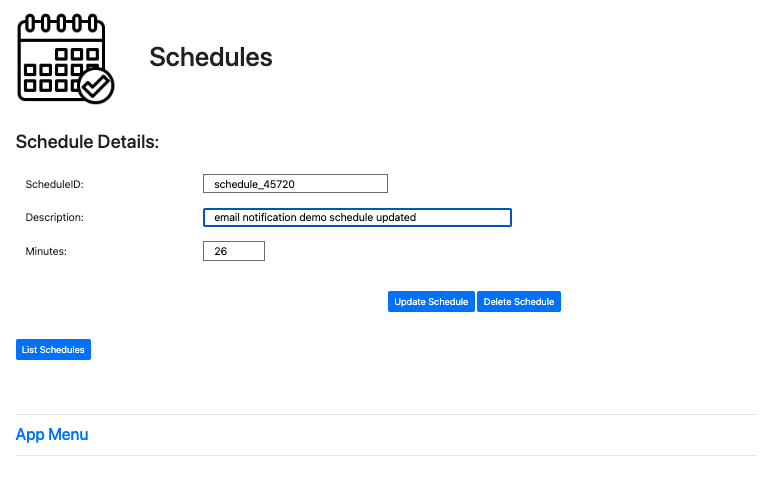 Schedules
Schedule Details:
ScheduleID: schedule_45720
Description: email notification demo schedule updated
Minutes: 26
Update Schedule Delete Schedule
List Schedules
App Menu